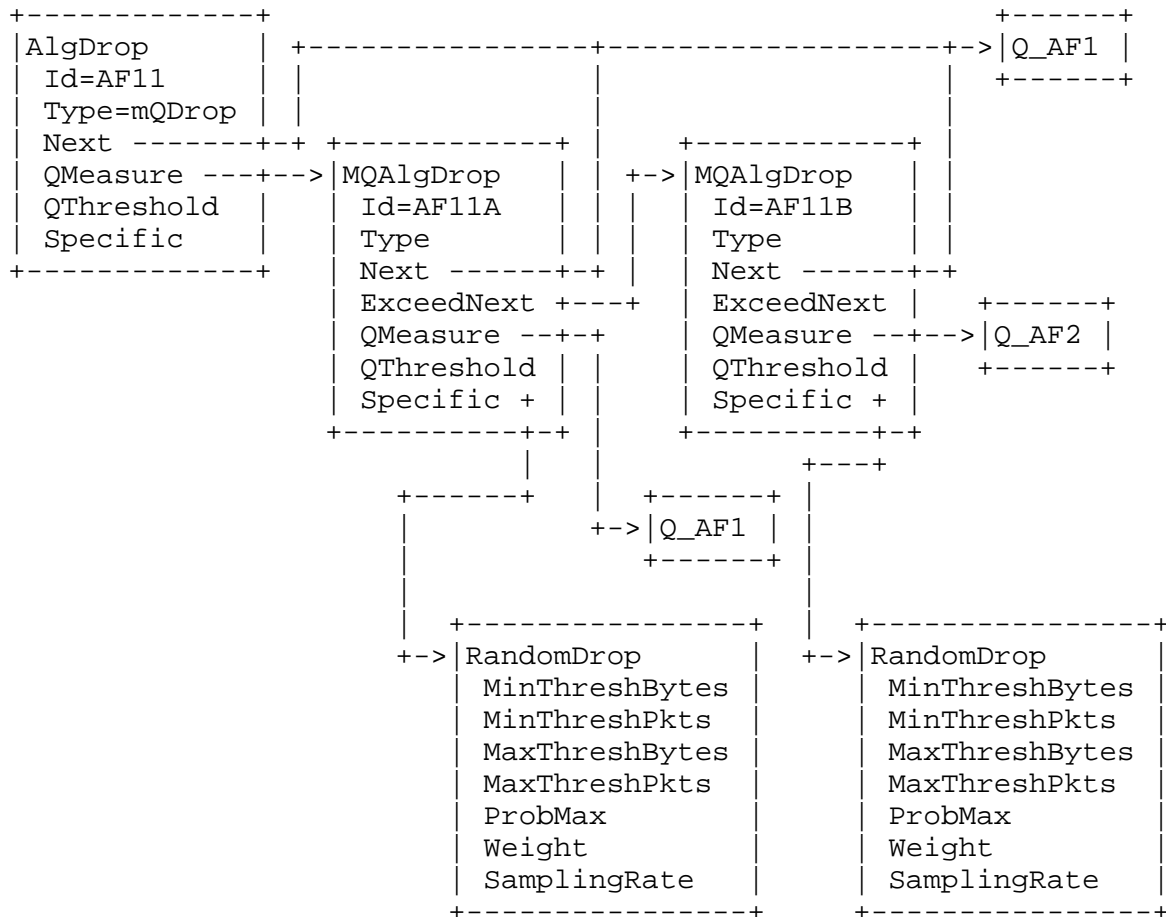 AlgDrop
Q_AF1
Id=AF11
Type=mQDrop
Next
QMeasure
MQAlgDrop
MQAlgDrop
QThreshold
Id=AF11A
Id=AF11B
Specific
Type
Type
Next
Next
ExceedNext
ExceedNext
QMeasure
QMeasure
Q_AF2
QThreshold
QThreshold
Specific
Specific
Q_AF1
RandomDrop
RandomDrop
MinThreshBytes
MinThreshBytes
MinThreshPkts
MinThreshPkts
MaxThreshBytes
MaxThreshBytes
MaxThreshPkts
MaxThreshPkts
ProbMax
ProbMax
Weight
Weight
SamplingRate
SamplingRate